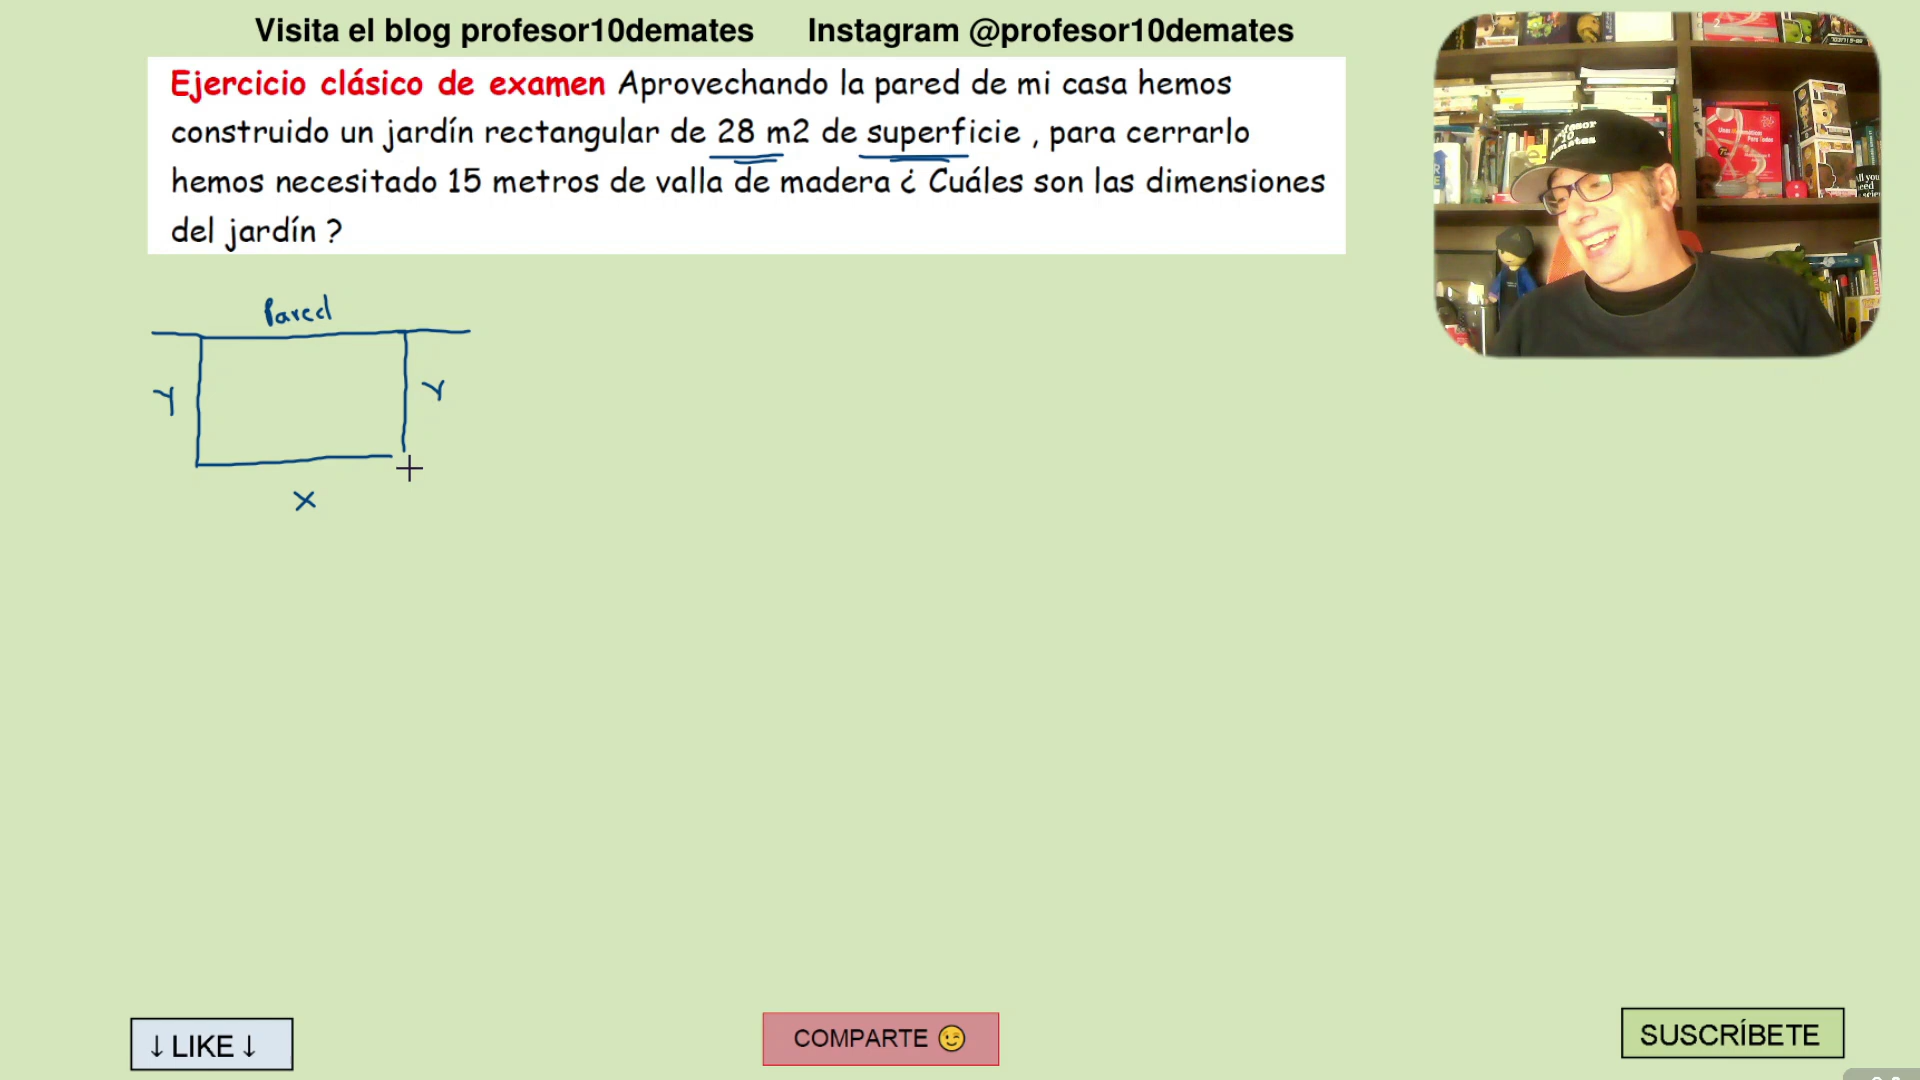 Visita el blog profesor10demates Instagram @profesor10demates
Ejercicio clásico de examen Aprovechando la pared de mi casa hemos
construido un jardín rectangular de 28 m2 de superficie , para cerrarlo
hemos necesitado 15 metros de valla de madera ¿ Cuáles son las dimensiones
del jardín ?
Pared
Y Y
X
↓ LIKE ↓
COMPARTE 😉
SUSCRÍBETE